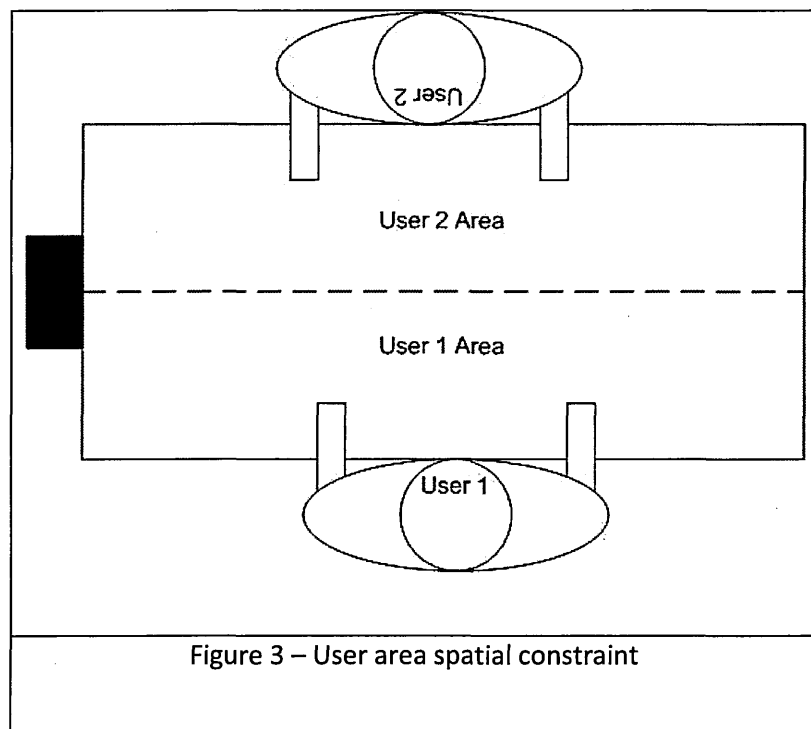 User 2
User 2 Area
User 1 Area
User 1
Figure 3 – User area spatial constraint